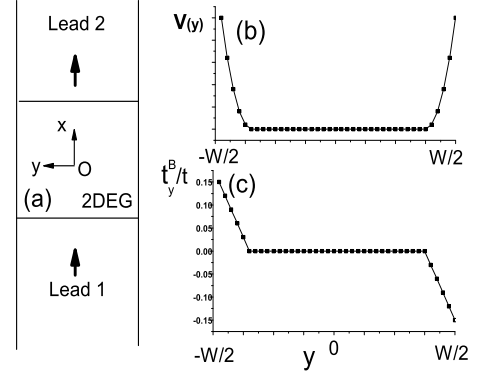 Lead 2
x
y
O
(a)
2DEG
Lead 1
V(y)
(b)
-W/2
W/2
t_y^B/t
(c)
0.15
0.10
0.05
0.00
-0.05
-0.10
-0.15
-W/2
y
0
W/2